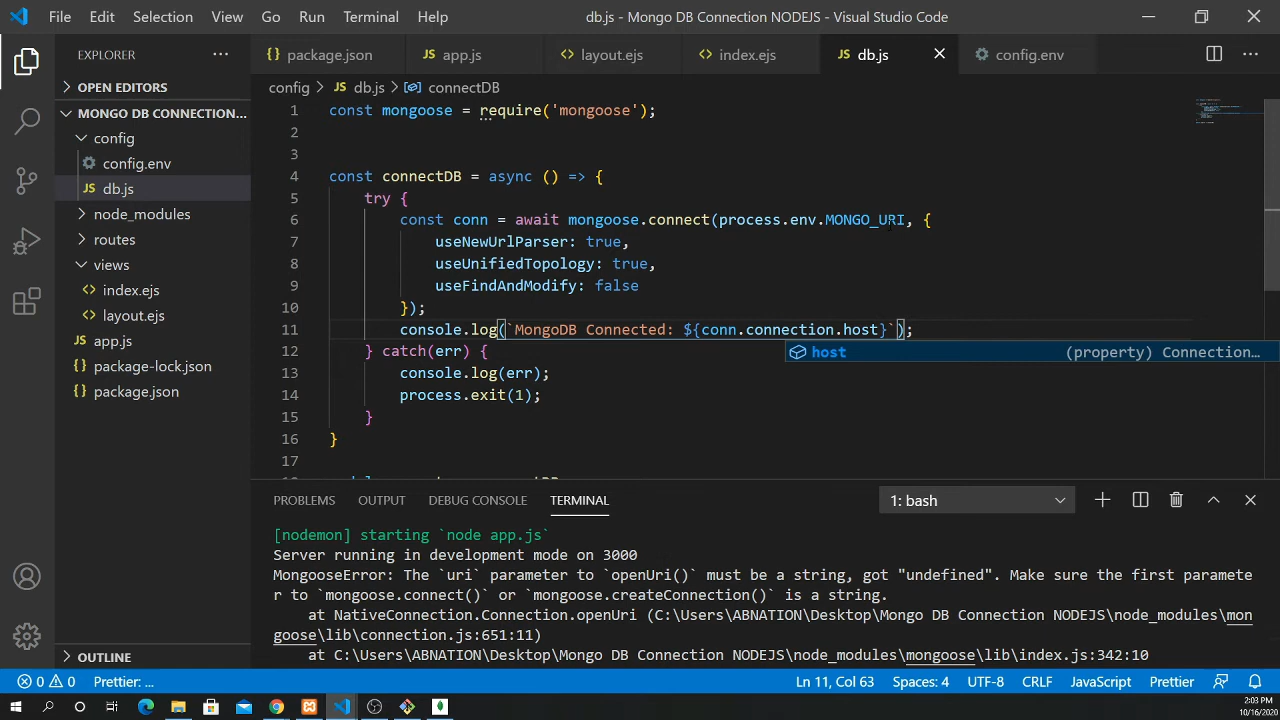 File Edit Selection View Go Run Terminal Help db.js - Mongo DB Connection NODEJS - Visual Studio Code
EXPLORER
package.json JS app.js <> layout.ejs <> index.ejs JS db.js config.env
OPEN EDITORS
config > JS db.js > connectDB
MONGO DB CONNECTION...
config
config.env
JS db.js
node_modules
routes
views
<> index.ejs
<> layout.ejs
JS app.js
{} package-lock.json
{} package.json
OUTLINE
1 const mongoose = require('mongoose');
2
3
4 const connectDB = async () => {
5 try {
6 const conn = await mongoose.connect(process.env.MONGO_URI, {
7 useNewUrlParser: true,
8 useUnifiedTopology: true,
9 useFindAndModify: false
10 });
11 console.log(`MongoDB Connected: ${conn.connection.host}`);
host (property) Connection...
12 } catch(err) {
13 console.log(err);
14 process.exit(1);
15 }
16 }
17
PROBLEMS OUTPUT DEBUG CONSOLE TERMINAL 1: bash
[nodemon] starting `node app.js`
Server running in development mode on 3000
MongooseError: The `uri` parameter to `openUri()` must be a string, got "undefined". Make sure the first paramete
r to `mongoose.connect()` or `mongoose.createConnection()` is a string.
at NativeConnection.Connection.openUri (C:\Users\ABNATION\Desktop\Mongo DB Connection NODEJS\node_modules\mon
goose\lib\connection.js:651:11)
at C:\Users\ABNATION\Desktop\Mongo DB Connection NODEJS\node_modules\mongoose\lib\index.js:342:10
0 0 Prettier: ... Ln 11, Col 63 Spaces: 4 UTF-8 CRLF JavaScript Prettier
2:03 PM
10/16/2020